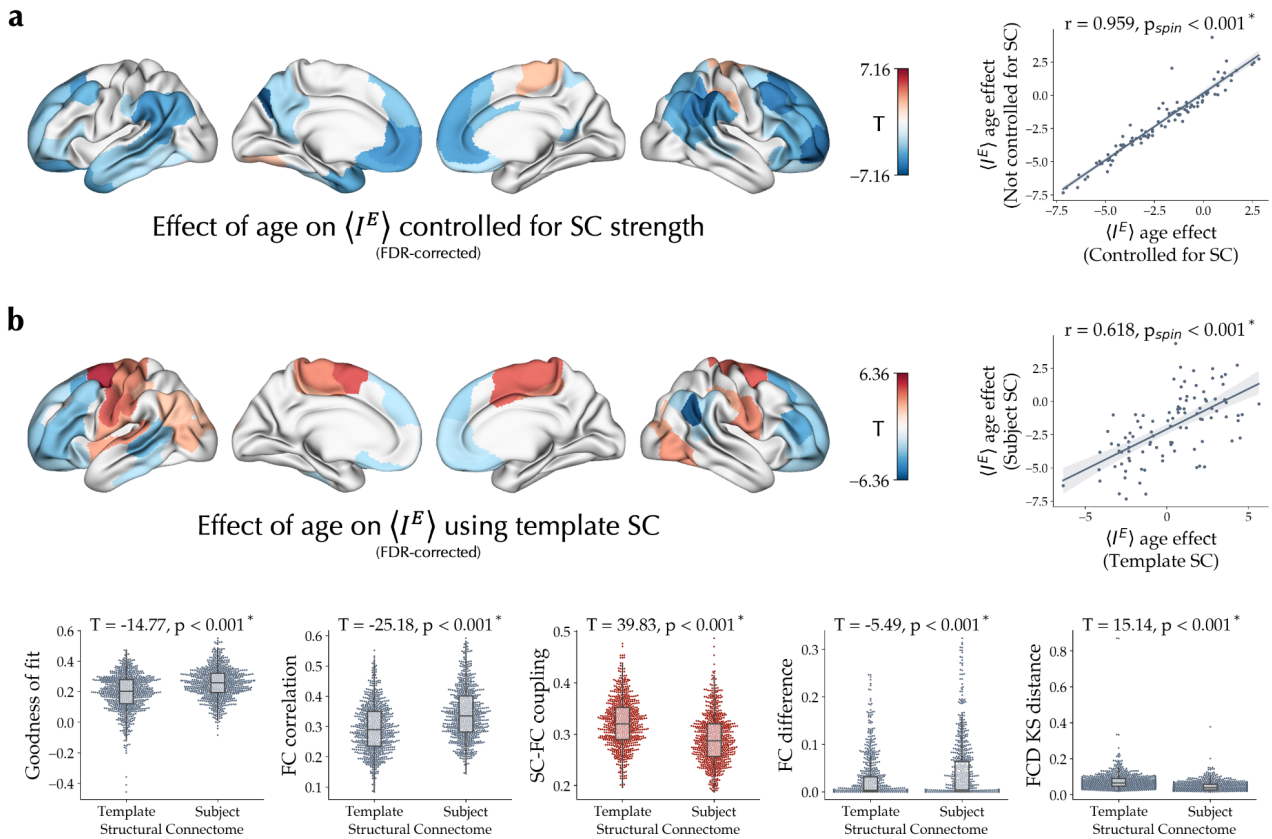 a
7.16
T
−7.16
Effect of age on ⟨I^E⟩ controlled for SC strength
(FDR-corrected)
r = 0.959, p_spin < 0.001 *
⟨I^E⟩ age effect
(Not controlled for SC)
2.5
0.0
−2.5
−5.0
−7.5
−7.5 −5.0 −2.5 0.0 2.5
⟨I^E⟩ age effect
(Controlled for SC)
b
6.36
T
−6.36
Effect of age on ⟨I^E⟩ using template SC
(FDR-corrected)
r = 0.618, p_spin < 0.001 *
⟨I^E⟩ age effect
(Subject SC)
2.5
0.0
−2.5
−5.0
−7.5
−5 0 5
⟨I^E⟩ age effect
(Template SC)
T = -14.77, p < 0.001 *
Goodness of fit
0.6
0.4
0.2
0.0
−0.2
−0.4
Template Subject
Structural Connectome
T = -25.18, p < 0.001 *
FC correlation
0.6
0.5
0.4
0.3
0.2
0.1
Template Subject
Structural Connectome
T = 39.83, p < 0.001 *
SC-FC coupling
0.5
0.4
0.3
0.2
Template Subject
Structural Connectome
T = -5.49, p < 0.001 *
FC difference
0.3
0.2
0.1
0.0
Template Subject
Structural Connectome
T = 15.14, p < 0.001 *
FCD KS distance
0.8
0.6
0.4
0.2
0.0
Template Subject
Structural Connectome